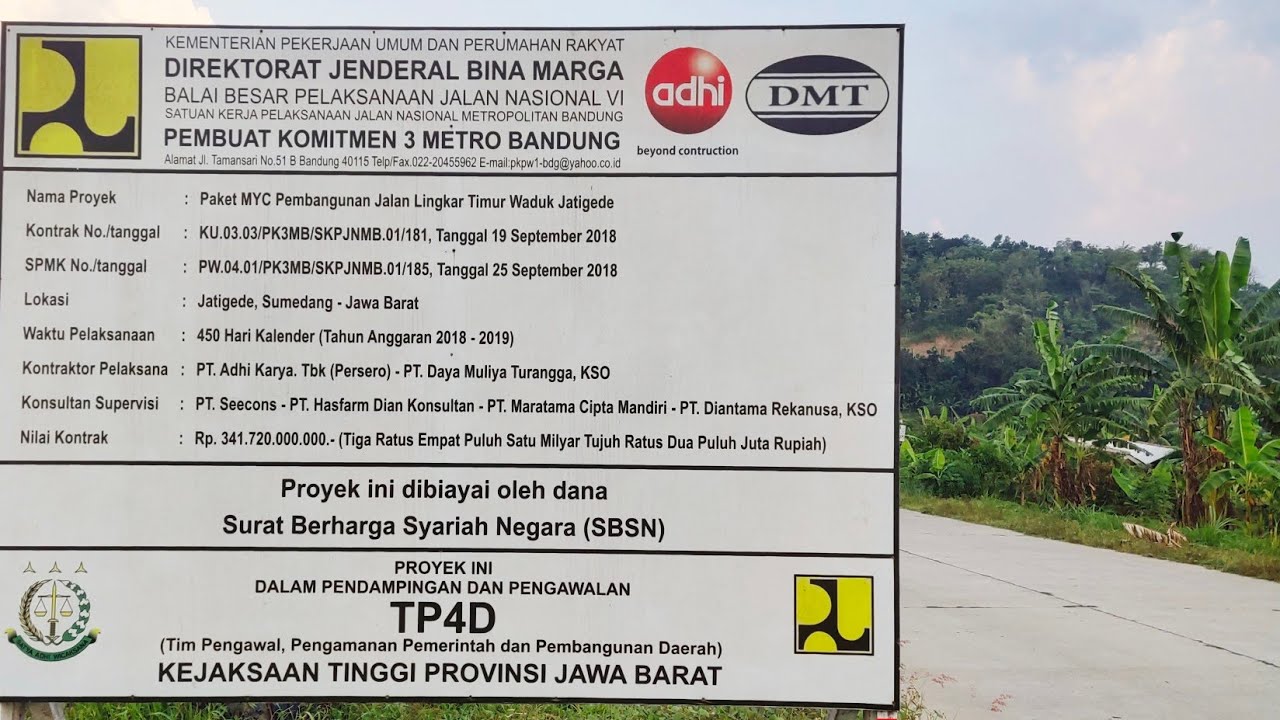 KEMENTERIAN PEKERJAAN UMUM DAN PERUMAHAN RAKYAT
DIREKTORAT JENDERAL BINA MARGA
BALAI BESAR PELAKSANAAN JALAN NASIONAL VI
SATUAN KERJA PELAKSANAAN JALAN NASIONAL METROPOLITAN BANDUNG
PEMBUAT KOMITMEN 3 METRO BANDUNG
Alamat Jl. Tamansari No.51 B Bandung 40115 Telp/Fax.022-20455962 E-mail:pkpw1-bdg@yahoo.co.id
adhi
beyond contruction
DMT
Nama Proyek : Paket MYC Pembangunan Jalan Lingkar Timur Waduk Jatigede
Kontrak No./tanggal : KU.03.03/PK3MB/SKPJNMB.01/181, Tanggal 19 September 2018
SPMK No./tanggal : PW.04.01/PK3MB/SKPJNMB.01/185, Tanggal 25 September 2018
Lokasi : Jatigede, Sumedang - Jawa Barat
Waktu Pelaksanaan : 450 Hari Kalender (Tahun Anggaran 2018 - 2019)
Kontraktor Pelaksana : PT. Adhi Karya. Tbk (Persero) - PT. Daya Muliya Turangga, KSO
Konsultan Supervisi : PT. Seecons - PT. Hasfarm Dian Konsultan - PT. Maratama Cipta Mandiri - PT. Diantama Rekanusa, KSO
Nilai Kontrak : Rp. 341.720.000.000.- (Tiga Ratus Empat Puluh Satu Milyar Tujuh Ratus Dua Puluh Juta Rupiah)
Proyek ini dibiayai oleh dana
Surat Berharga Syariah Negara (SBSN)
PROYEK INI
DALAM PENDAMPINGAN DAN PENGAWALAN
TP4D
(Tim Pengawal, Pengamanan Pemerintah dan Pembangunan Daerah)
KEJAKSAAN TINGGI PROVINSI JAWA BARAT
SATYA ADHI WICAKSANA